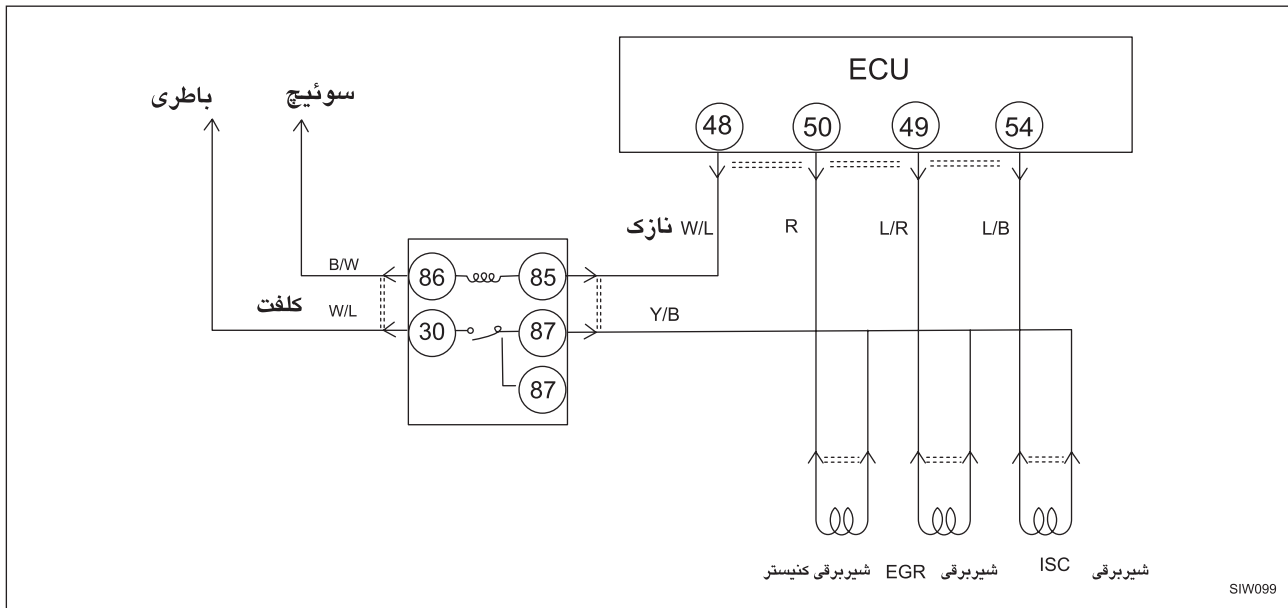 ECU
باطری
سوئیچ
48 50 49 54
نازک W/L R L/R L/B
B/W
86 85
کلفت W/L
Y/B
30 87
87
شیربرقی کنیستر
شیربرقی EGR
شیربرقی ISC
SIW099